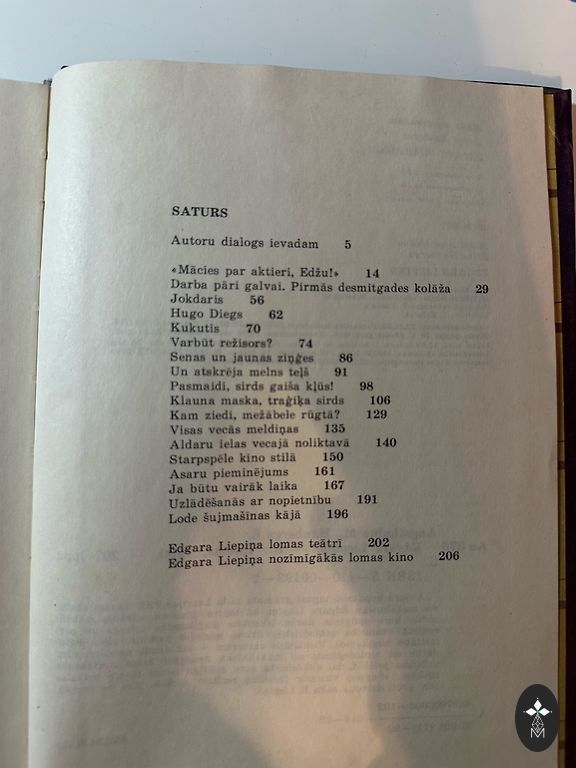 SATURS
Autoru dialogs ievadam 5
«Mācies par aktieri, Edžu!» 14
Darba pāri galvai. Pirmās desmitgades kolāža 29
Jokdaris 56
Hugo Diegs 62
Kukutis 70
Varbūt režisors? 74
Senas un jaunas ziņģes 86
Un atskrēja melns teļš 91
Pasmaidi, sirds gaiša kļūs! 98
Klauna maska, traģiķa sirds 106
Kam ziedi, mežābele rūgtā? 129
Visas vecās meldiņas 135
Aldaru ielas vecajā noliktavā 140
Starpspēle kino stilā 150
Asaru pieminējums 161
Ja būtu vairāk laika 167
Uzlādēšanās ar nopietnību 191
Lode šujmašīnas kājā 196
Edgara Liepiņa lomas teātrī 202
Edgara Liepiņa nozīmīgākās lomas kino 206
M